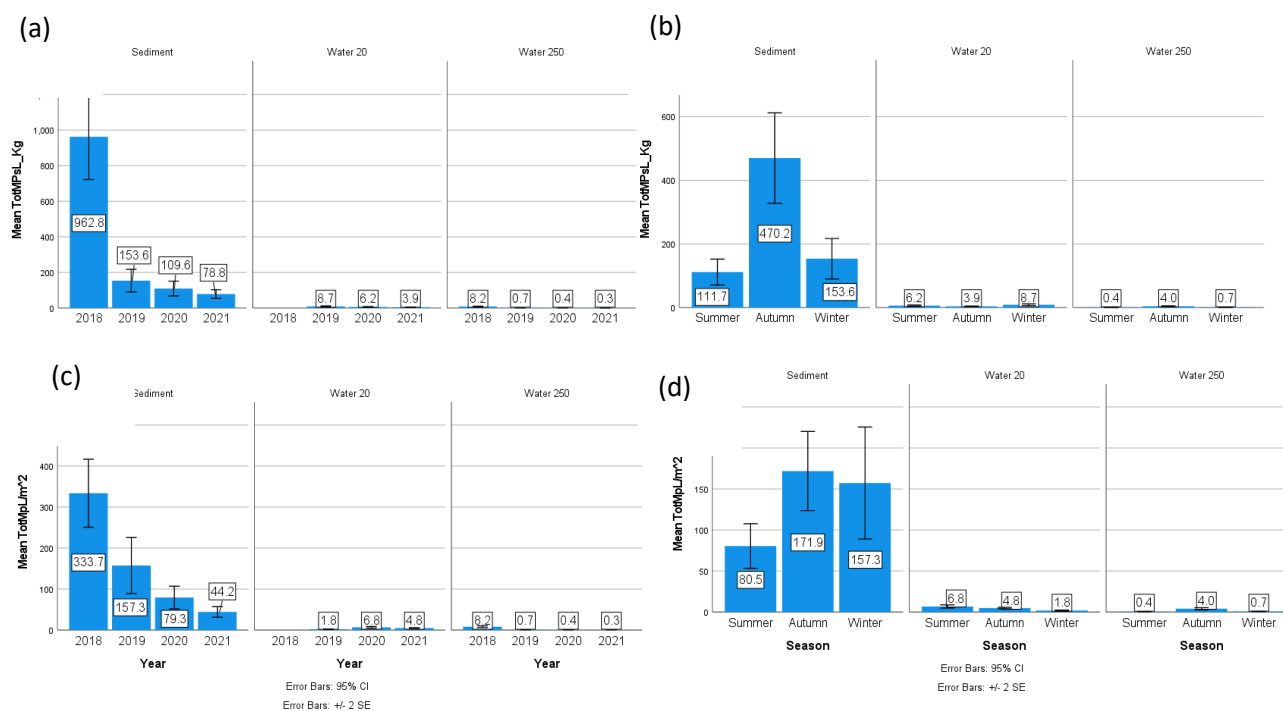 (a)
Sediment
Water 20
Water 250
Mean TotMPsL_Kg
1,000
800
600
400
200
0
962.8
153.6
109.6
78.8
8.7
6.2
3.9
8.2
0.7
0.4
0.3
2018 2019 2020 2021
2018 2019 2020 2021
2018 2019 2020 2021
(b)
Sediment
Water 20
Water 250
Mean TotMPsL_Kg
600
400
200
0
111.7
470.2
153.6
6.2
3.9
8.7
0.4
4.0
0.7
Summer Autumn Winter
Summer Autumn Winter
Summer Autumn Winter
(c)
Sediment
Water 20
Water 250
Mean TotMpL/m^2
400
300
200
100
0
333.7
157.3
79.3
44.2
1.8
6.8
4.8
8.2
0.7
0.4
0.3
2018 2019 2020 2021
2018 2019 2020 2021
2018 2019 2020 2021
Year
Year
Year
Error Bars: 95% CI
Error Bars: +/- 2 SE
(d)
Sediment
Water 20
Water 250
Mean TotMpL/m^2
150
100
50
0
80.5
171.9
157.3
6.8
4.8
1.8
0.4
4.0
0.7
Summer Autumn Winter
Summer Autumn Winter
Summer Autumn Winter
Season
Season
Season
Error Bars: 95% CI
Error Bars: +/- 2 SE